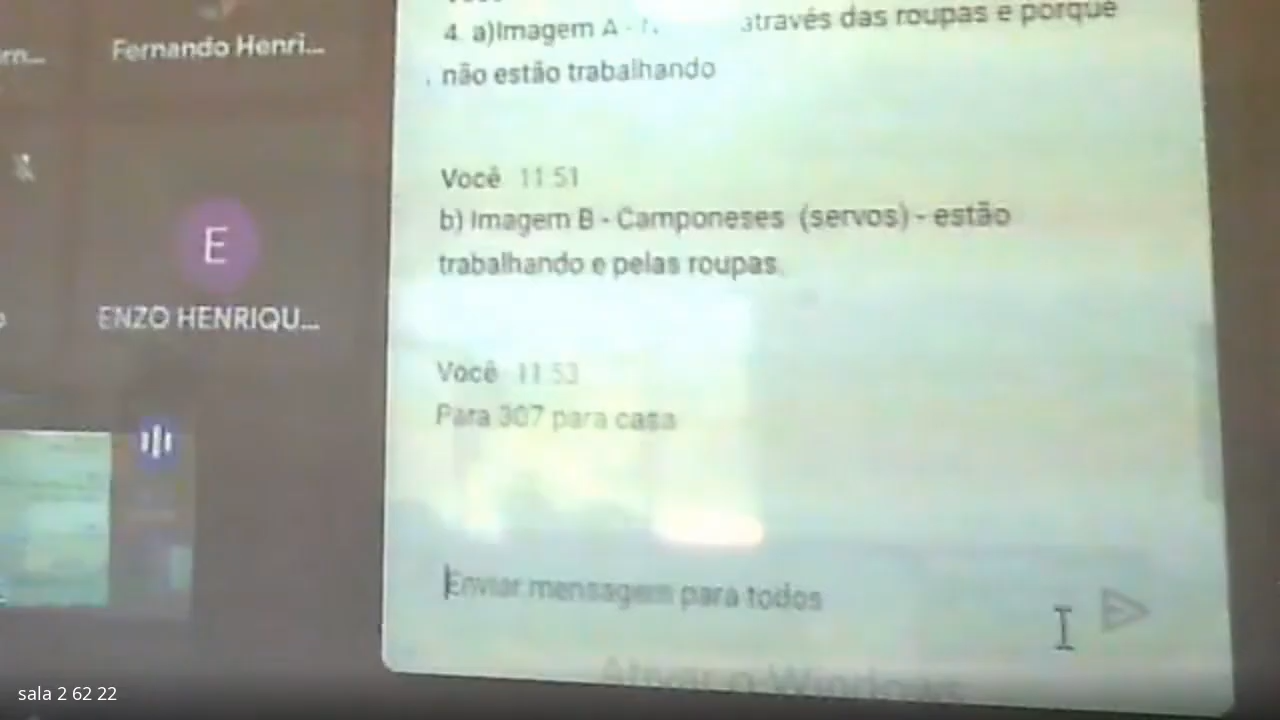 Fernando Henri...
ENZO HENRIQU...
E
4. a)Imagem A - através das roupas e porque
não estão trabalhando
Você 11:51
b) Imagem B - Camponeses (servos) - estão
trabalhando e pelas roupas.
Você 11:53
Para 307 para casa
Enviar mensagem para todos
Ativar o Windows
sala 2 62 22